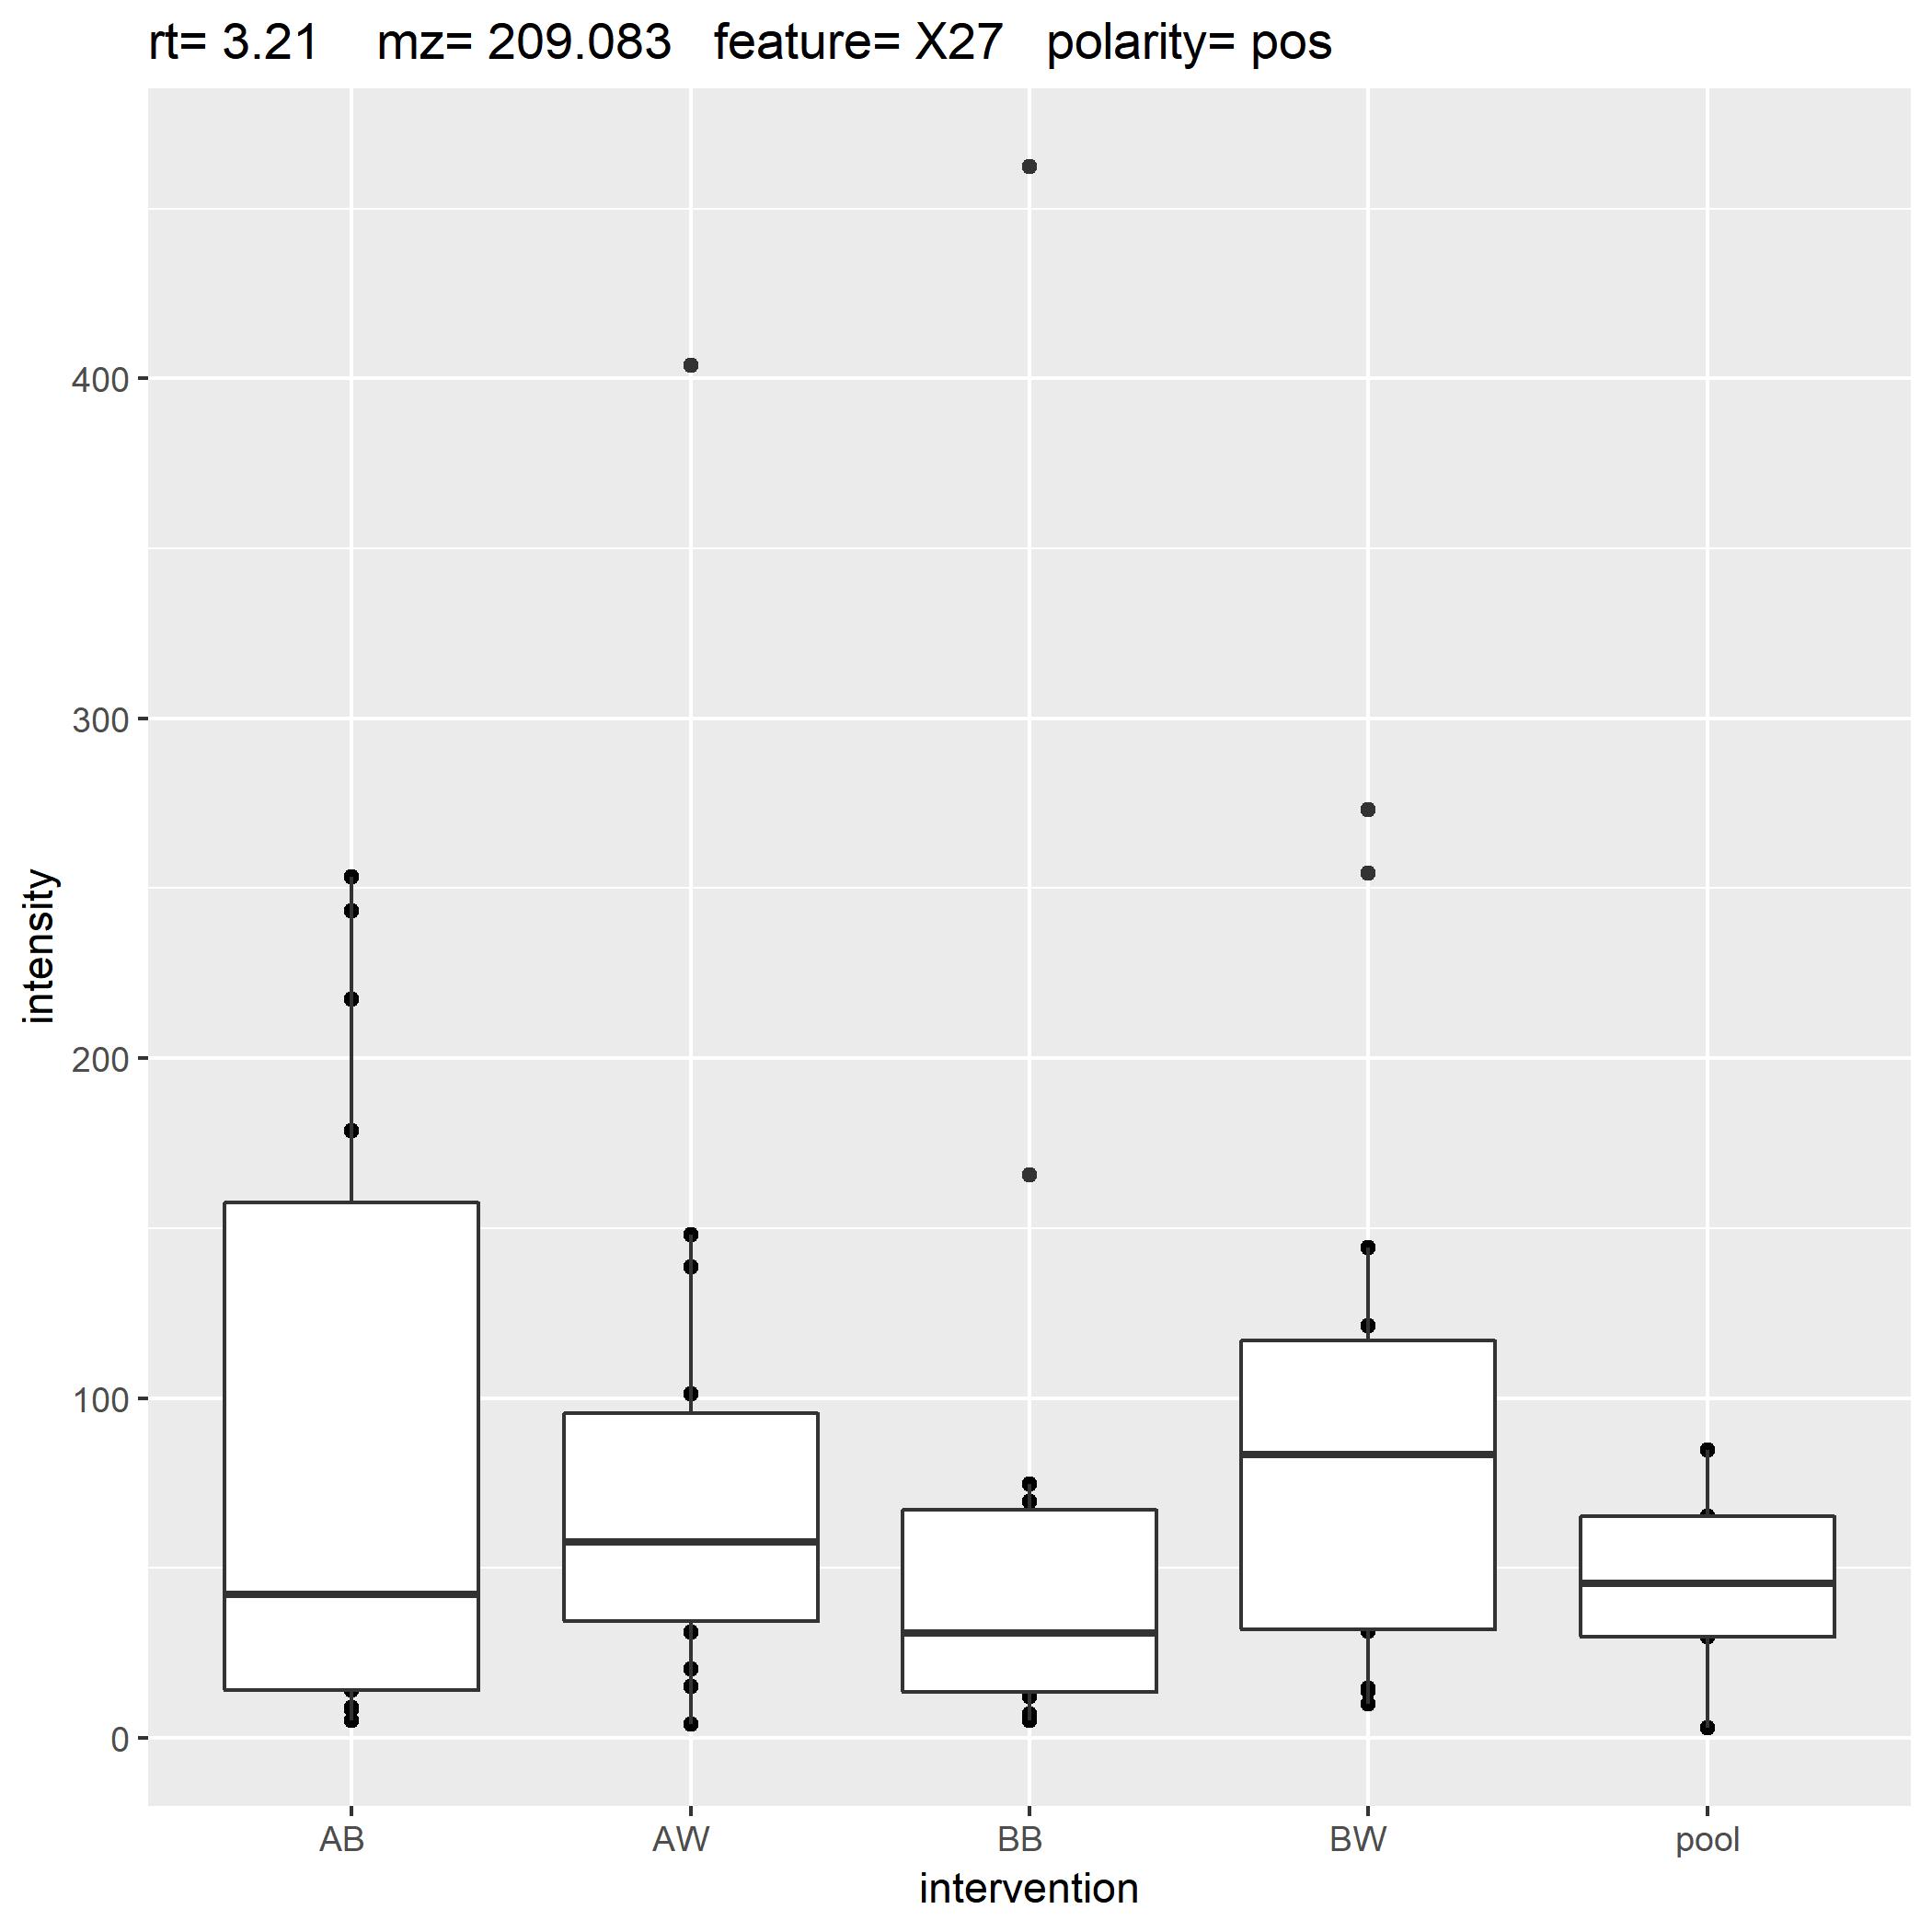 rt= 3.21 mz= 209.083 feature= X27 polarity= pos
400
300
200
100
0
intensity
AB AW BB BW pool
intervention